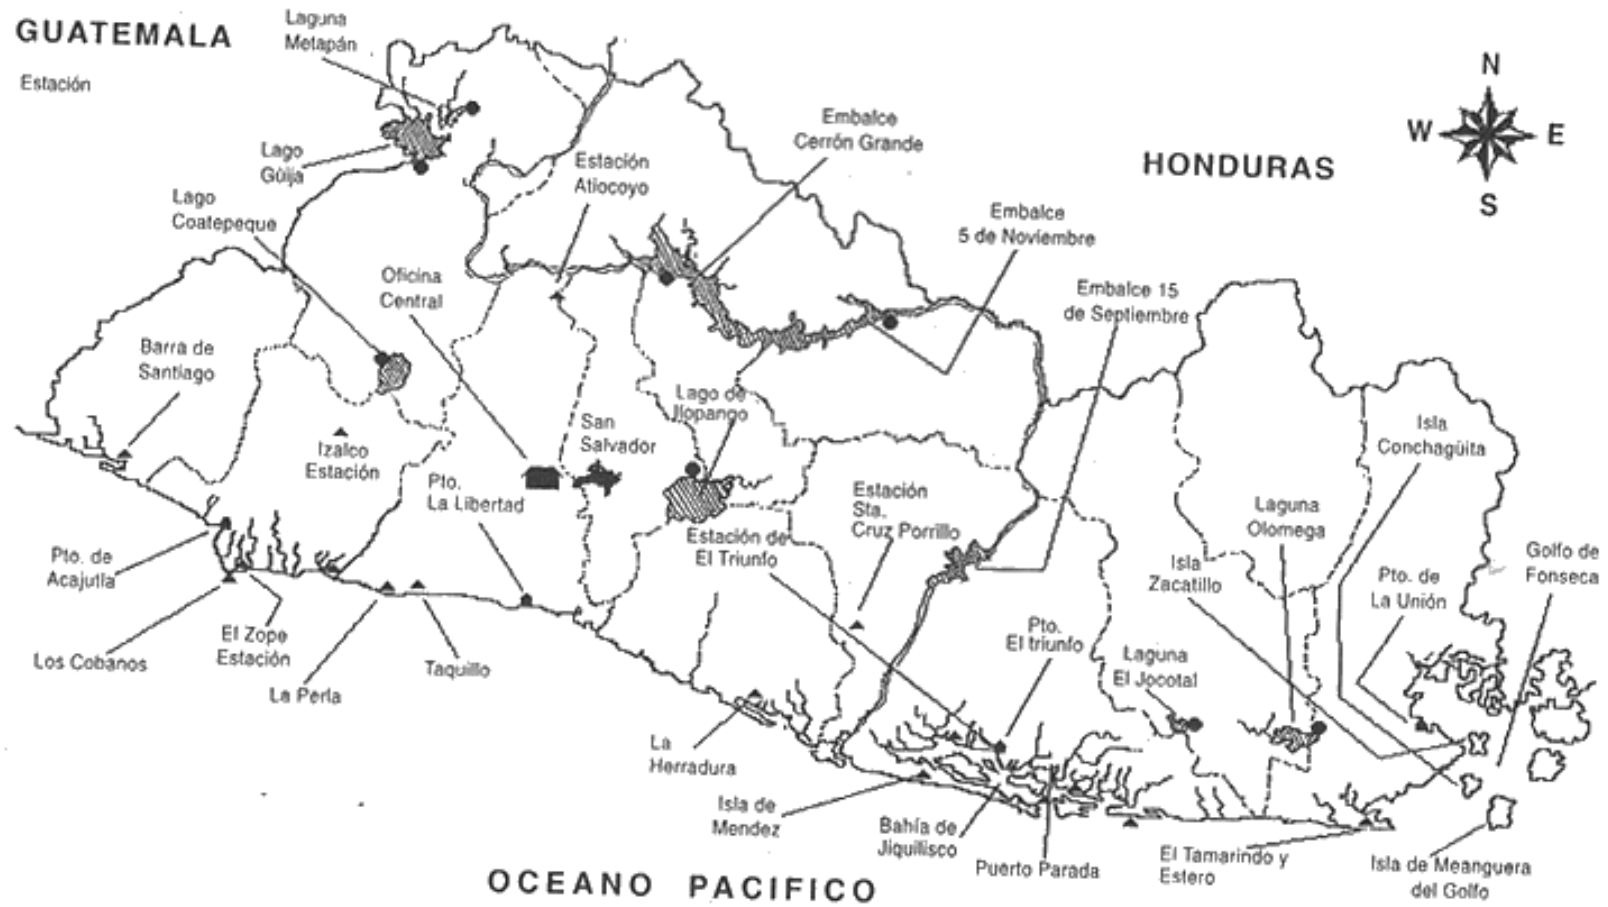 GUATEMALA
Estación
Laguna
Metapán
Lago
Güija
Lago
Coatepeque
Estación
Atiocoyo
Embalce
Cerrón Grande
HONDURAS
N
W
E
S
Embalce
5 de Noviembre
Embalce 15
de Septiembre
Oficina
Central
Barra de
Santiago
Izalco
Estación
San
Salvador
Lago de
Ilopango
Pto.
La Libertad
Estación de
El Triunfo
Estación
Sta.
Cruz Porrillo
Isla
Conchagüita
Laguna
Olomega
Isla
Zacatillo
Pto. de
La Unión
Golfo de
Fonseca
Pto. de
Acajutla
Los Cobanos
El Zope
Estación
La Perla
Taquillo
Pto.
El triunfo
Laguna
El Jocotal
La
Herradura
Isla de
Mendez
Bahía de
Jiquilisco
Puerto Parada
El Tamarindo y
Estero
Isla de Meanguera
del Golfo
OCEANO PACIFICO